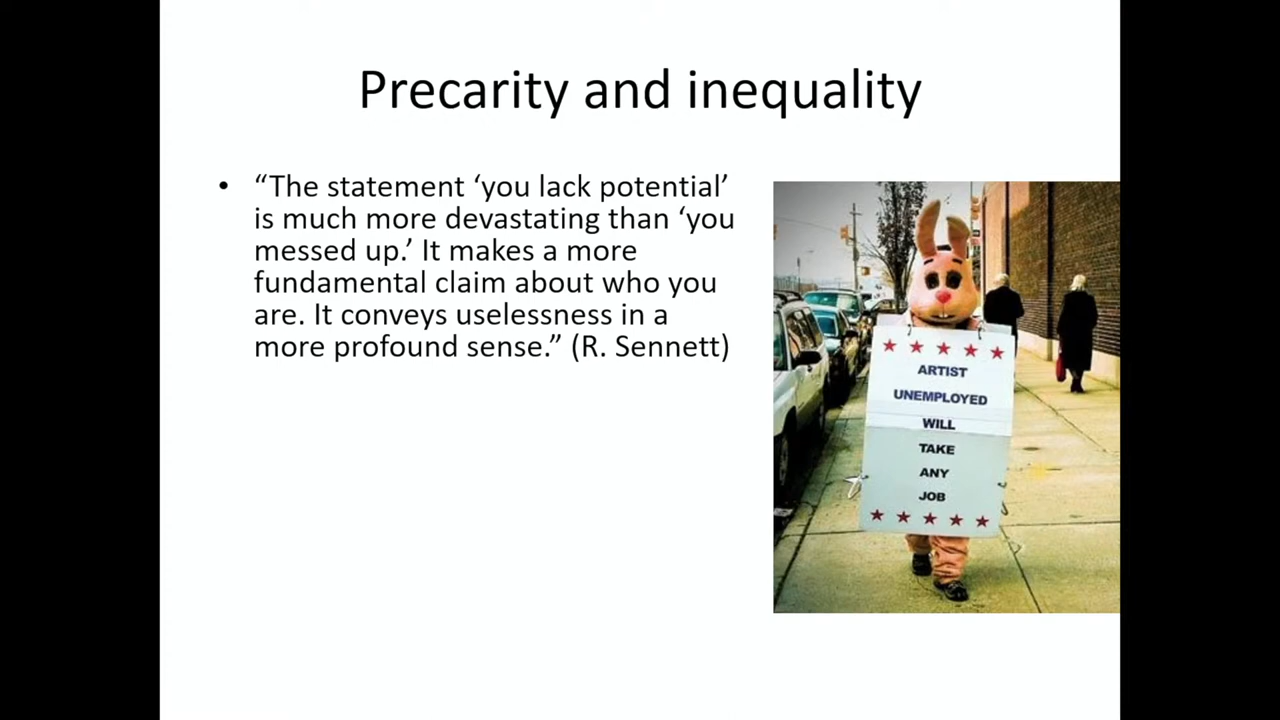 Precarity and inequality
• “The statement ‘you lack potential’
is much more devastating than ‘you
messed up.’ It makes a more
fundamental claim about who you
are. It conveys uselessness in a
more profound sense.” (R. Sennett)
ARTIST
UNEMPLOYED
WILL
TAKE
ANY
JOB